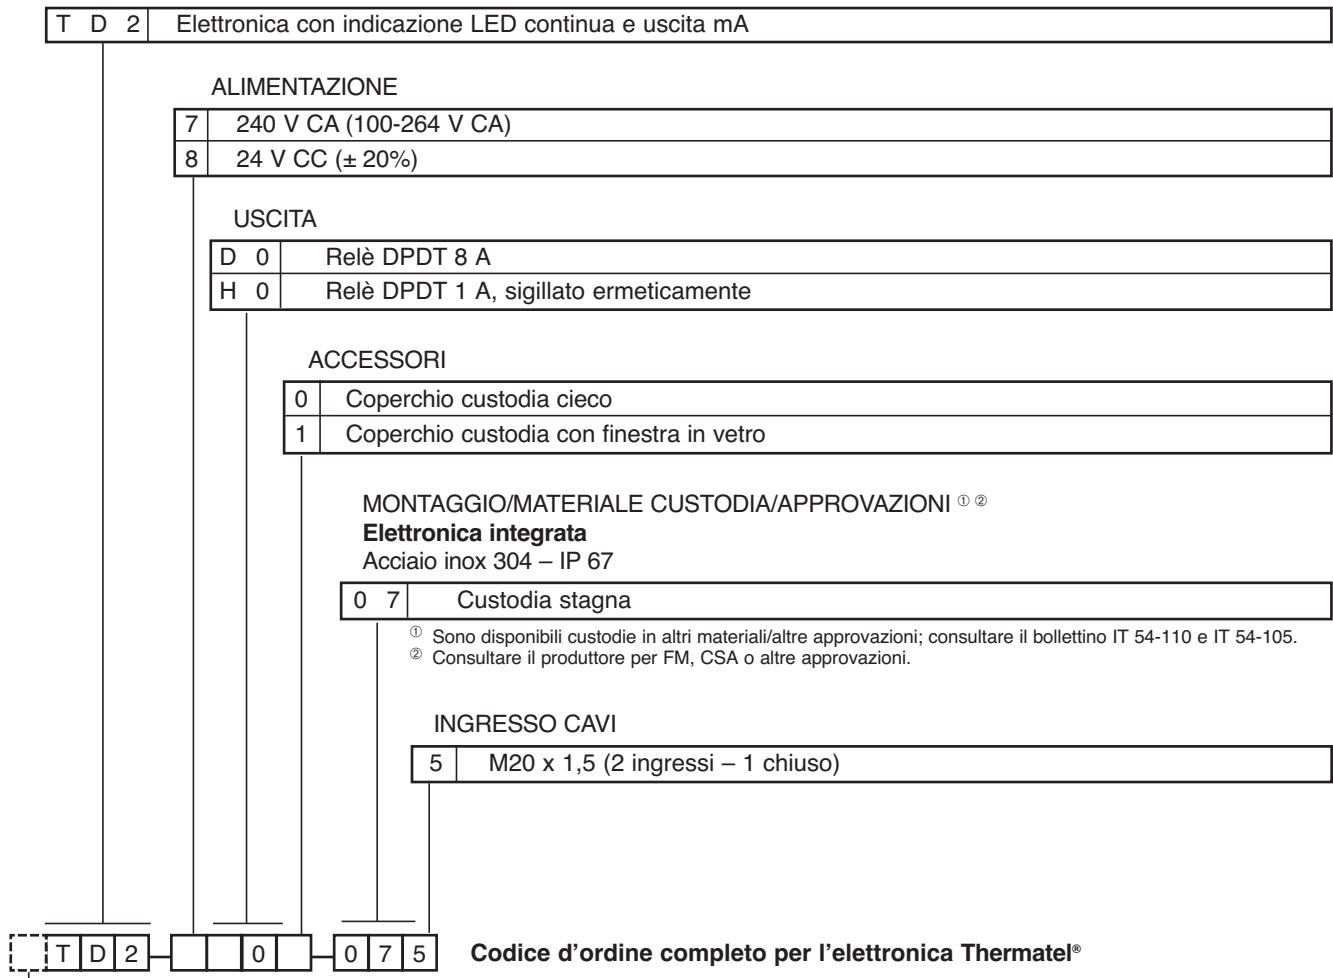 T D 2 Elettronica con indicazione LED continua e uscita mA
ALIMENTAZIONE
7 240 V CA (100-264 V CA)
8 24 V CC (± 20%)
USCITA
D 0 Relè DPDT 8 A
H 0 Relè DPDT 1 A, sigillato ermeticamente
ACCESSORI
0 Coperchio custodia cieco
1 Coperchio custodia con finestra in vetro
MONTAGGIO/MATERIALE CUSTODIA/APPROVAZIONI ① ②
Elettronica integrata
Acciaio inox 304 – IP 67
0 7 Custodia stagna
① Sono disponibili custodie in altri materiali/altre approvazioni; consultare il bollettino IT 54-110 e IT 54-105.
② Consultare il produttore per FM, CSA o altre approvazioni.
INGRESSO CAVI
5 M20 x 1,5 (2 ingressi – 1 chiuso)
T D 2 – 0 – 0 7 5 Codice d'ordine completo per l'elettronica Thermatel®